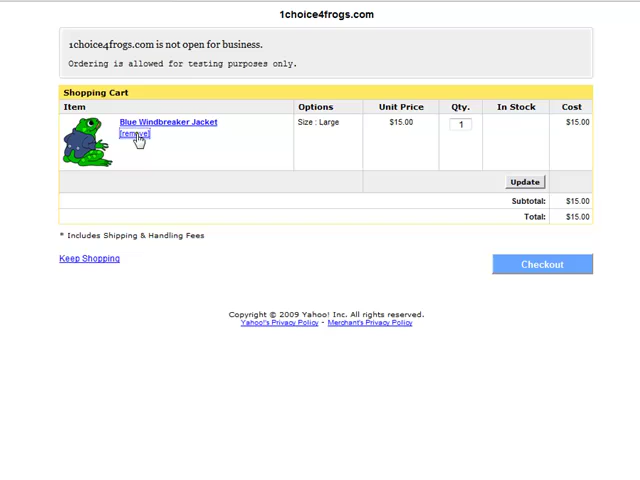 1choice4frogs.com
1choice4frogs.com is not open for business.
Ordering is allowed for testing purposes only.
Shopping Cart
Item Options Unit Price Qty. In Stock Cost
Blue Windbreaker Jacket Size : Large $15.00 1 $15.00
[remove]
Update
Subtotal: $15.00
Total: $15.00
* Includes Shipping & Handling Fees
Keep Shopping Checkout
Copyright © 2009 Yahoo! Inc. All rights reserved.
Yahoo!'s Privacy Policy - Merchant's Privacy Policy